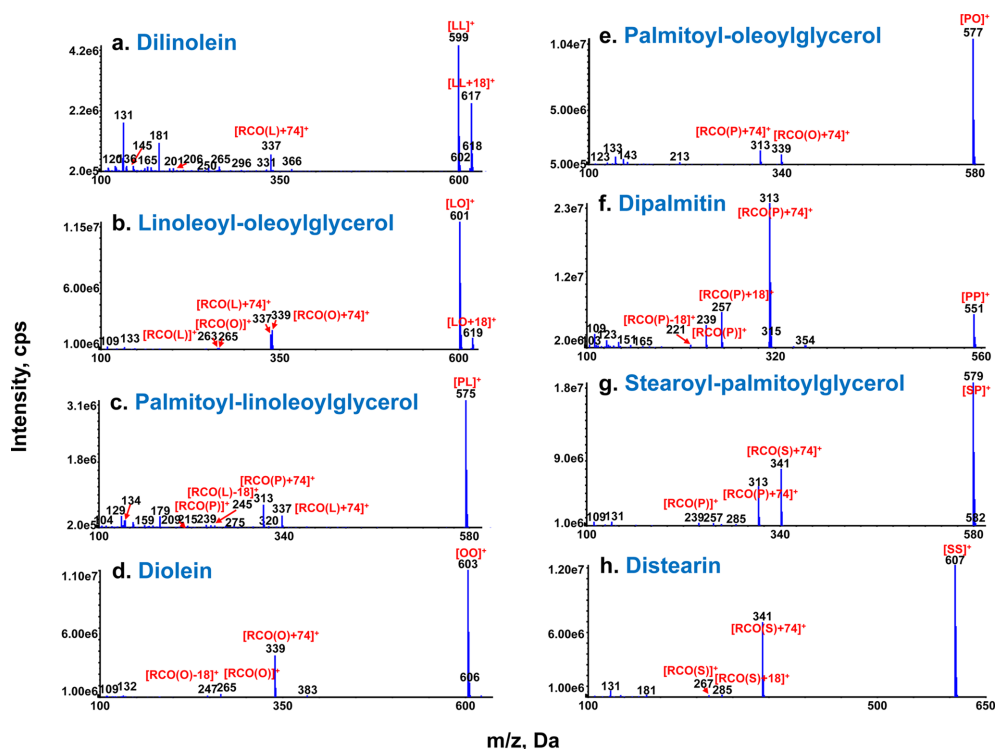 Intensity, cps
a. Dilinolein
[LL]⁺
599
4.2e6
[LL+18]⁺
617
2.2e6
131
145
181
[RCO(L)+74]⁺
337
120
136
165
201
206
250
265
296
331
366
602
618
2.0e5
100
350
600
b. Linoleoyl-oleoylglycerol
[LO]⁺
601
1.15e7
6.00e6
[RCO(L)+74]⁺
337
339
[RCO(O)+74]⁺
[RCO(O)]⁺
[RCO(L)]⁺
263
265
[LO+18]⁺
619
109
133
1.00e6
100
350
600
c. Palmitoyl-linoleoylglycerol
[PL]⁺
575
3.1e6
1.8e6
[RCO(P)+74]⁺
313
[RCO(L)-18]⁺
245
[RCO(P)]⁺
337
[RCO(L)+74]⁺
104
129
134
159
179
209
215
239
275
320
2.0e5
100
340
580
d. Diolein
[OO]⁺
603
1.10e7
6.00e6
[RCO(O)+74]⁺
339
[RCO(O)-18]⁺
[RCO(O)]⁺
109
132
247
265
383
606
1.00e6
100
350
600
e. Palmitoyl-oleoylglycerol
[PO]⁺
577
1.04e7
5.00e6
[RCO(P)+74]⁺
313
[RCO(O)+74]⁺
339
123
133
143
213
5.00e5
100
340
580
f. Dipalmitin
313
[RCO(P)+74]⁺
2.3e7
1.2e7
[RCO(P)+18]⁺
257
[RCO(P)-18]⁺
221
239
[RCO(P)]⁺
[PP]⁺
551
109
103
123
151
165
315
354
2.0e6
100
320
560
g. Stearoyl-palmitoylglycerol
579
[SP]⁺
1.8e7
9.0e6
[RCO(S)+74]⁺
341
313
[RCO(P)+74]⁺
[RCO(P)]⁺
109
131
239
257
285
582
1.0e6
100
340
580
h. Distearin
[SS]⁺
607
1.20e7
6.00e6
341
[RCO(S)+74]⁺
[RCO(S)]⁺
267
[RCO(S)+18]⁺
285
131
181
1.00e6
100
500
650
m/z, Da